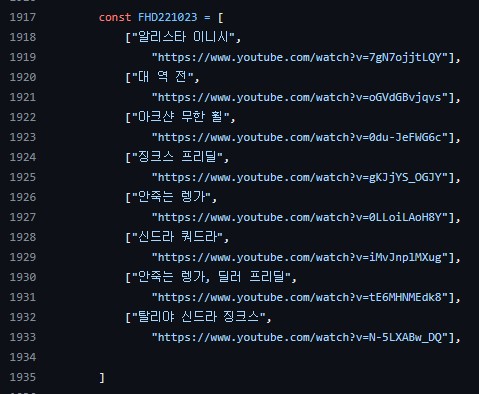 1917 const FHD221023 = [
1918 ["알리스타 이니시",
1919 "https://www.youtube.com/watch?v=7gN7ojjtLQY"],
1920 ["대 역 전",
1921 "https://www.youtube.com/watch?v=oGVdGBvjqvs"],
1922 ["아크샨 무한 휠",
1923 "https://www.youtube.com/watch?v=0du-JeFWG6c"],
1924 ["징크스 프리딜",
1925 "https://www.youtube.com/watch?v=gKJjYS_OGJY"],
1926 ["안죽는 렝가",
1927 "https://www.youtube.com/watch?v=0LLoiLAoH8Y"],
1928 ["신드라 쿼드라",
1929 "https://www.youtube.com/watch?v=iMvJnplMXug"],
1930 ["안죽는 렝가, 딜러 프리딜",
1931 "https://www.youtube.com/watch?v=tE6MHNMEdk8"],
1932 ["탈리야 신드라 징크스",
1933 "https://www.youtube.com/watch?v=N-5LXABw_DQ"],
1934
1935 ]